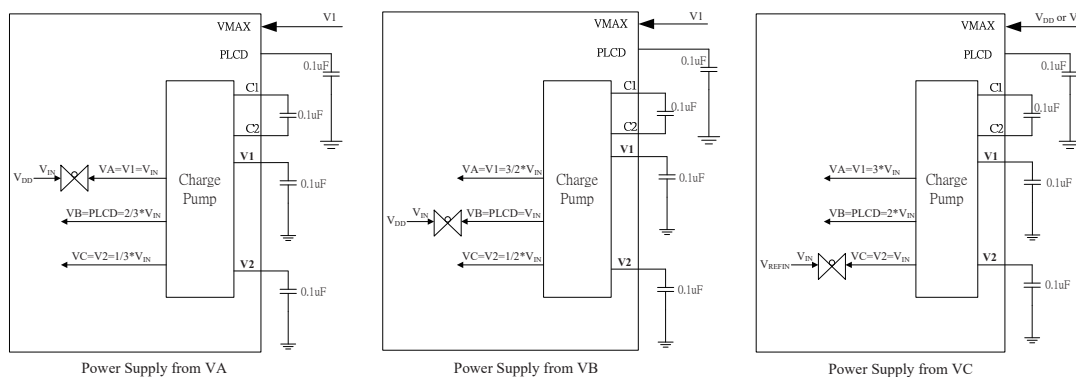 VMAX
V1
PLCD
0.1uF
C1
0.1uF
C2
V1
VDD
VIN
VA=V1=VIN
Charge
Pump
0.1uF
VB=PLCD=2/3*VIN
VC=V2=1/3*VIN
V2
0.1uF
Power Supply from VA
VMAX
V1
PLCD
0.1uF
C1
0.1uF
C2
V1
VA=V1=3/2*VIN
Charge
Pump
0.1uF
VDD
VIN
VB=PLCD=VIN
VC=V2=1/2*VIN
V2
0.1uF
Power Supply from VB
VMAX
VDD or V
PLCD
0.1uF
C1
0.1uF
C2
V1
VA=V1=3*VIN
Charge
Pump
0.1uF
VB=PLCD=2*VIN
VREFIN
VIN
VC=V2=VIN
V2
0.1uF
Power Supply from VC